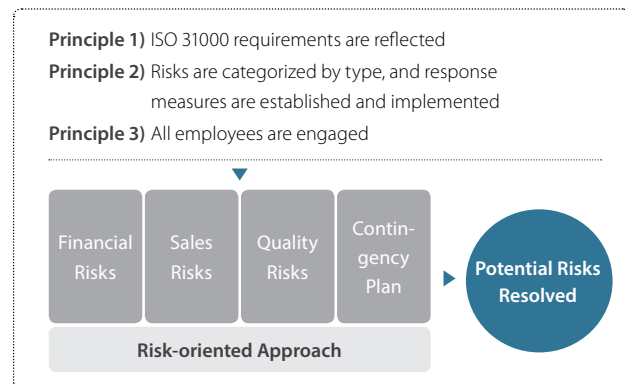 Principle 1) ISO 31000 requirements are reflected
Principle 2) Risks are categorized by type, and response
measures are established and implemented
Principle 3) All employees are engaged
Financial
Risks
Sales
Risks
Quality
Risks
Contin-
gency
Plan
Potential Risks
Resolved
Risk-oriented Approach